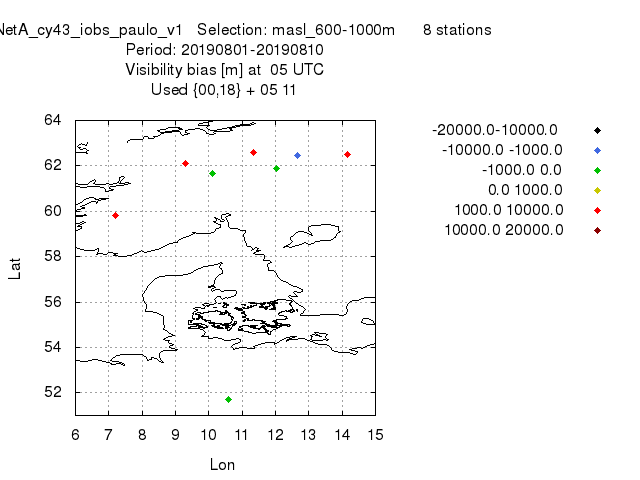 NetA_cy43_iobs_paulo_v1 Selection: masl_600-1000m 8 stations
Period: 20190801-20190810
Visibility bias [m] at 05 UTC
Used {00,18} + 05 11
-20000.0-10000.0
-10000.0 -1000.0
-1000.0 0.0
0.0 1000.0
1000.0 10000.0
10000.0 20000.0
64
62
60
58
56
54
52
Lat
6 7 8 9 10 11 12 13 14 15
Lon